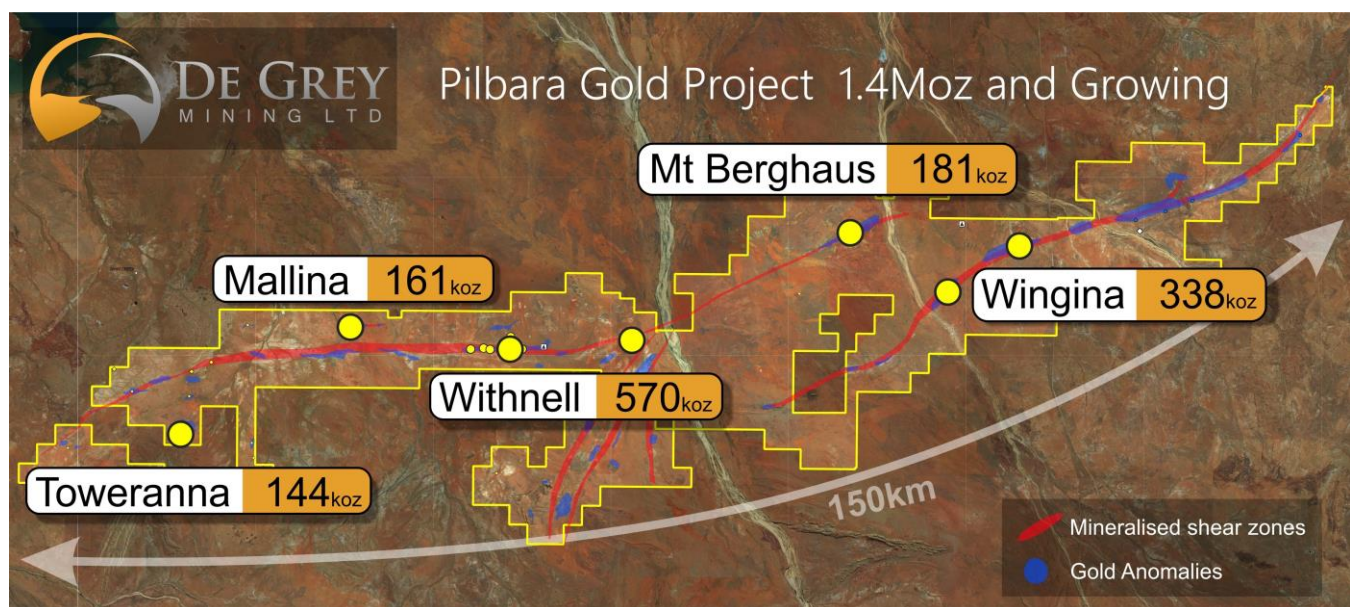 DE GREY
MINING LTD
Pilbara Gold Project 1.4Moz and Growing
Mt Berghaus 181koz
Mallina 161koz
Wingina 338koz
Withnell 570koz
Toweranna 144koz
150km
Mineralised shear zones
Gold Anomalies